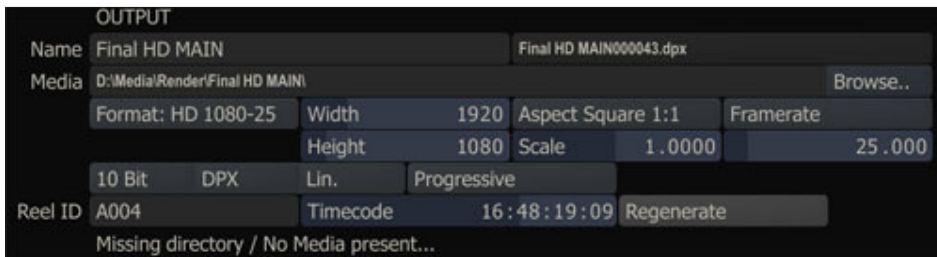 OUTPUT
Name Final HD MAIN Final HD MAIN000043.dpx
Media D:\Media\Render\Final HD MAIN\ Browse..
Format: HD 1080-25 Width 1920 Aspect Square 1:1 Framerate
Height 1080 Scale 1.0000 25.000
10 Bit DPX Lin. Progressive
Reel ID A004 Timecode 16:48:19:09 Regenerate
Missing directory / No Media present...